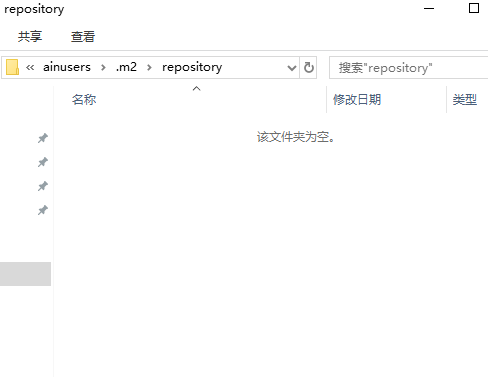 repository
共享 查看
« ainusers > .m2 > repository 搜索"repository"
名称 修改日期 类型
该文件夹为空。